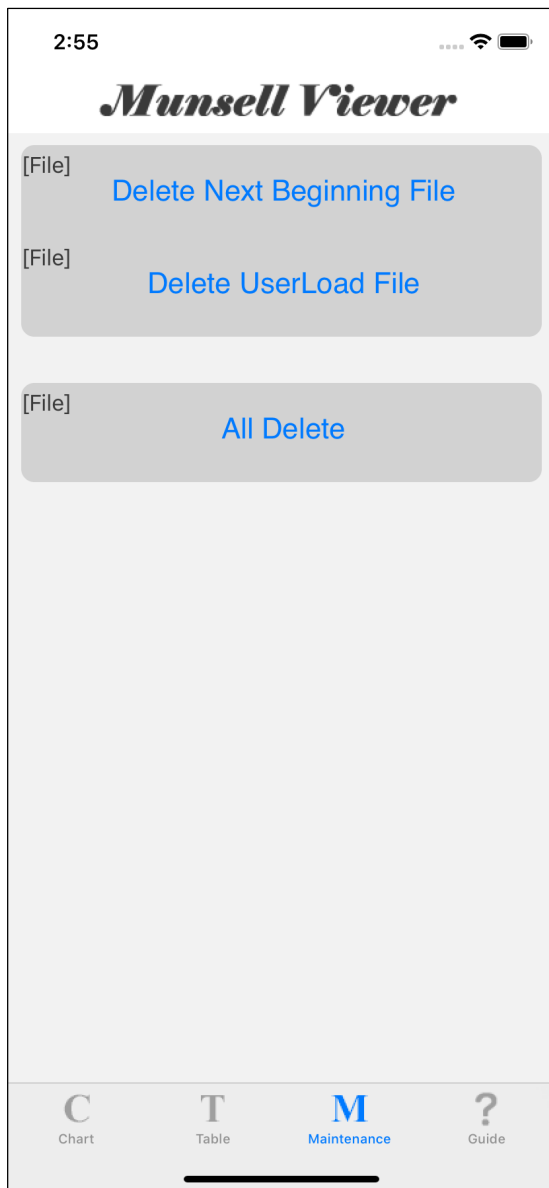 2:55
Munsell Viewer
[File]
Delete Next Beginning File
[File]
Delete UserLoad File
[File]
All Delete
C T M ?
Chart Table Maintenance Guide